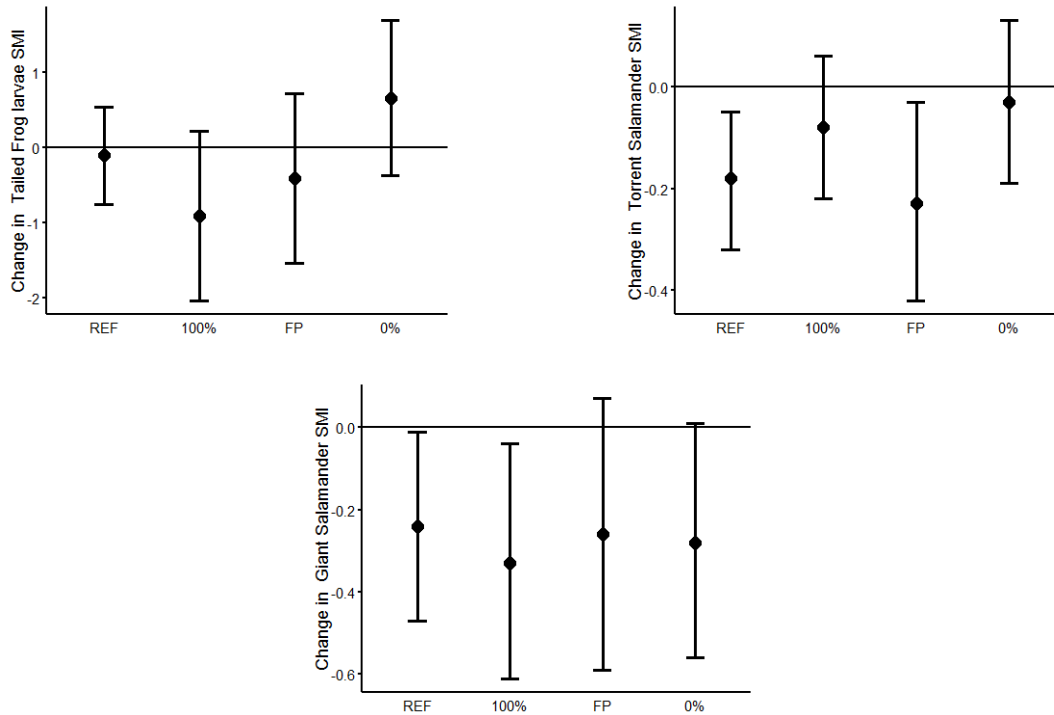 Change in Tailed Frog larvae SMI
1
0
-1
-2
REF 100% FP 0%
Change in Torrent Salamander SMI
0.0
-0.2
-0.4
REF 100% FP 0%
Change in Giant Salamander SMI
0.0
-0.2
-0.4
-0.6
REF 100% FP 0%